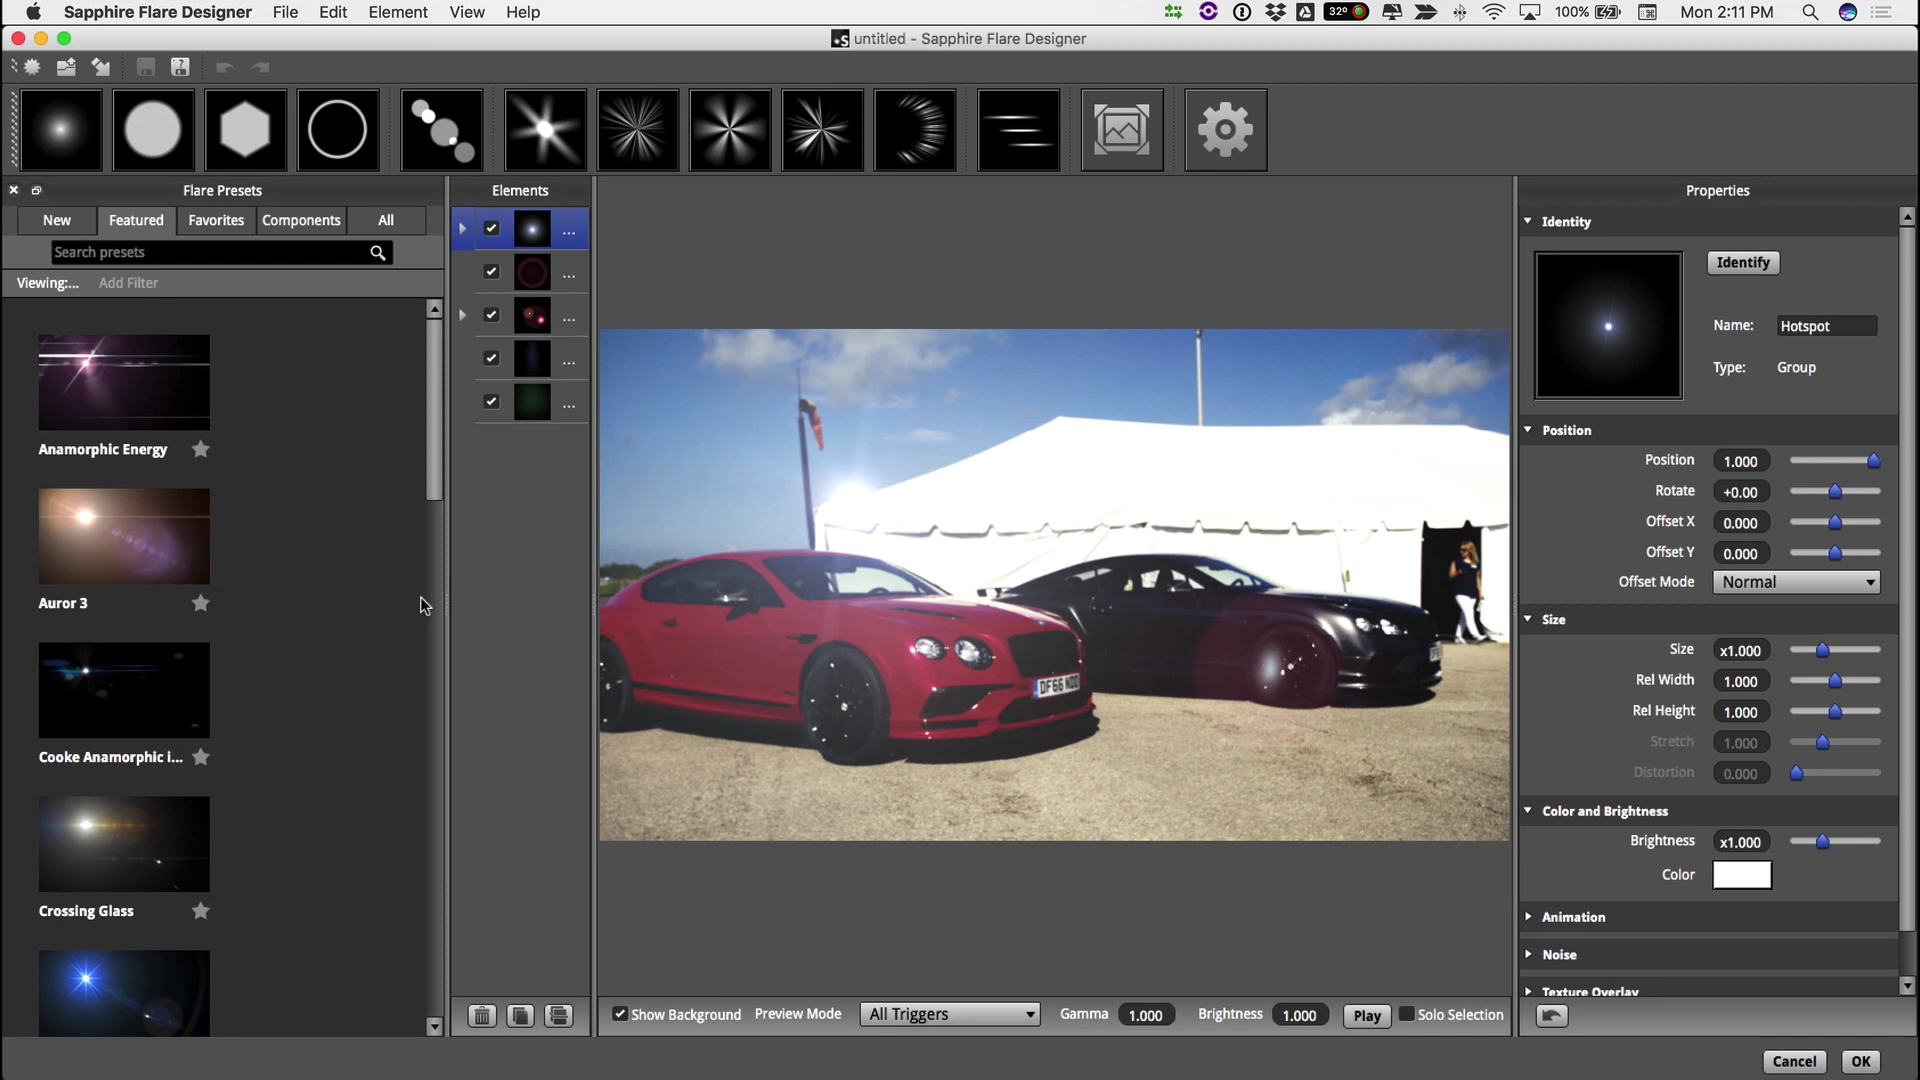 Sapphire Flare Designer File Edit Element View Help
32° 100% Mon 2:11 PM
untitled - Sapphire Flare Designer
Flare Presets
New Featured Favorites Components All
Search presets
Viewing:... Add Filter
Anamorphic Energy
Auror 3
Cooke Anamorphic i...
Crossing Glass
Elements
...
...
...
...
...
DF66 NDO
Show Background Preview Mode All Triggers Gamma 1.000 Brightness 1.000 Play Solo Selection
Properties
Identity
Identify
Name: Hotspot
Type: Group
Position
Position 1.000
Rotate +0.00
Offset X 0.000
Offset Y 0.000
Offset Mode Normal
Size
Size x1.000
Rel Width 1.000
Rel Height 1.000
Stretch 1.000
Distortion 0.000
Color and Brightness
Brightness x1.000
Color
Animation
Noise
Texture Overlay
Cancel OK